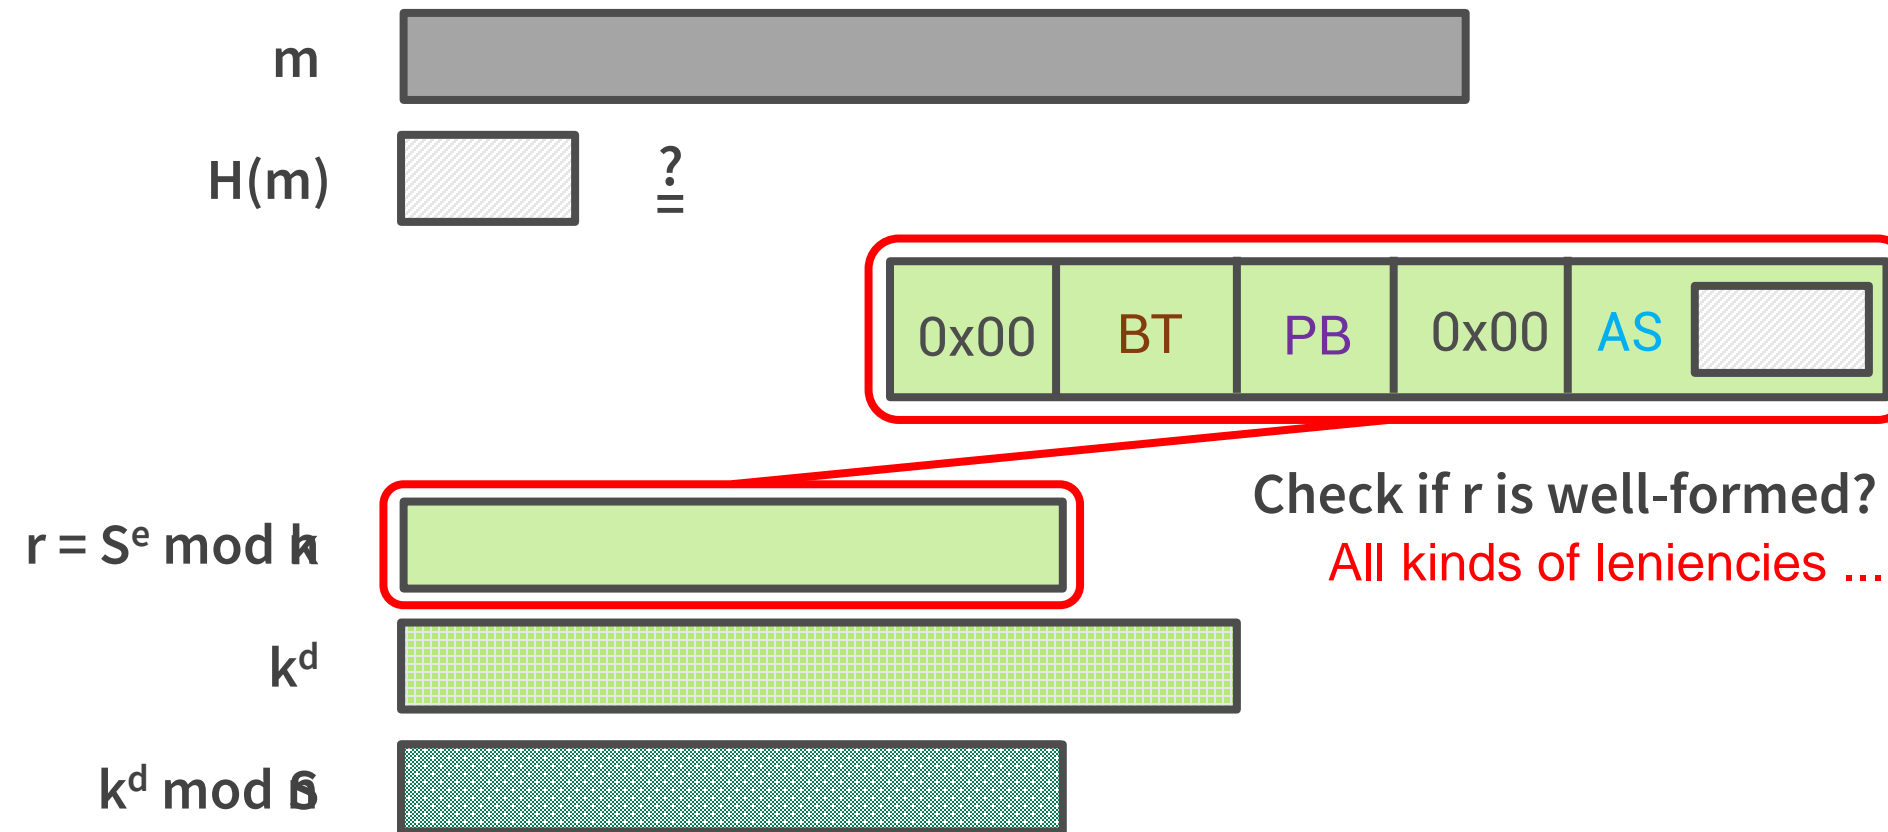 m
H(m)
?
=
0x00 BT PB 0x00 AS
Check if r is well-formed?
All kinds of leniencies ...
r = Sᵉ mod
kᵈ
kᵈ mod